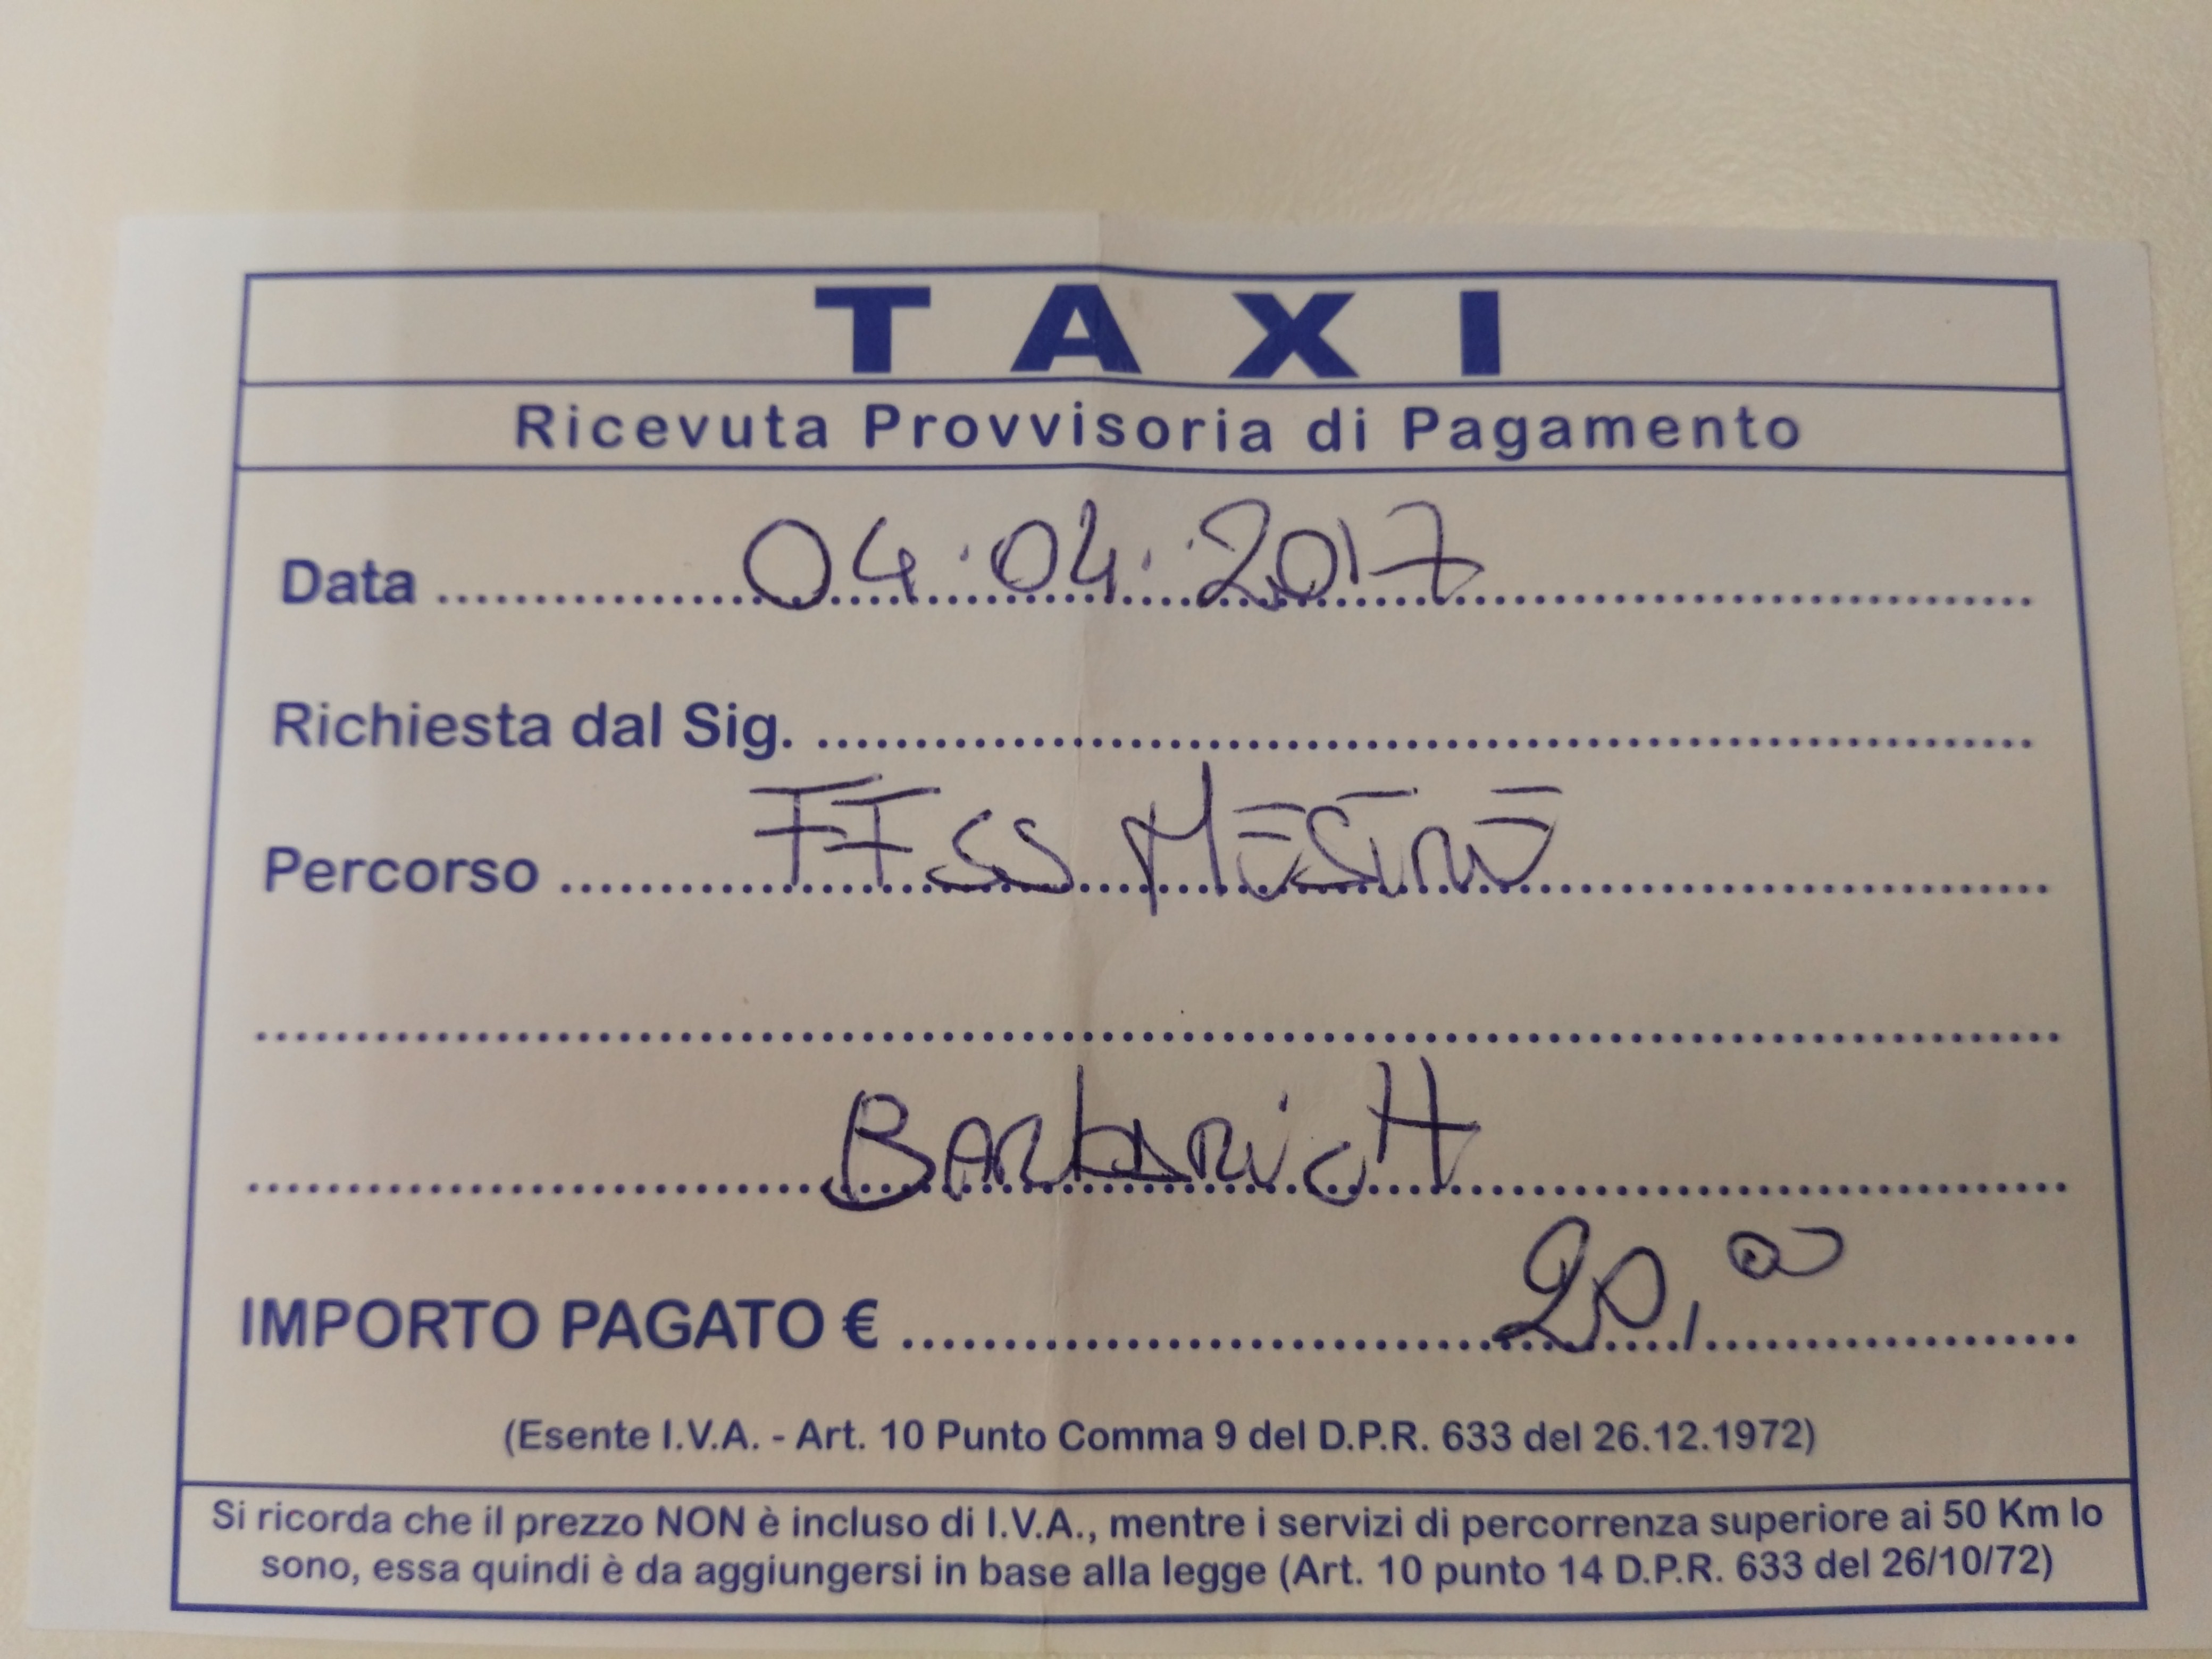 TAXI
Ricevuta Provvisoria di Pagamento
Data 04.04.2017
Richiesta dal Sig.
Percorso FFSS MESTRE
BARbARicH
IMPORTO PAGATO € 20,00
(Esente I.V.A. - Art. 10 Punto Comma 9 del D.P.R. 633 del 26.12.1972)
Si ricorda che il prezzo NON è incluso di I.V.A., mentre i servizi di percorrenza superiore ai 50 Km lo
sono, essa quindi è da aggiungersi in base alla legge (Art. 10 punto 14 D.P.R. 633 del 26/10/72)